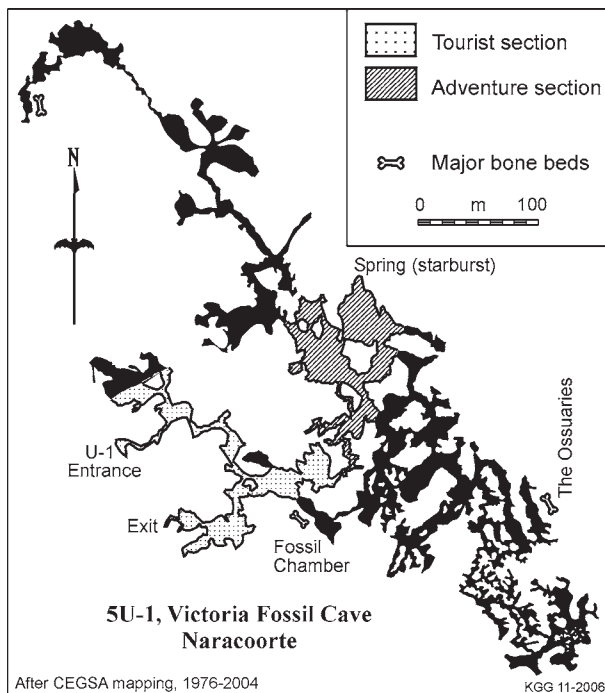 Tourist section
Adventure section
Major bone beds
0 m 100
N
Spring (starburst)
The Ossuaries
U-1
Entrance
Exit
Fossil
Chamber
5U-1, Victoria Fossil Cave
Naracoorte
After CEGSA mapping, 1976-2004
KGG 11-2006